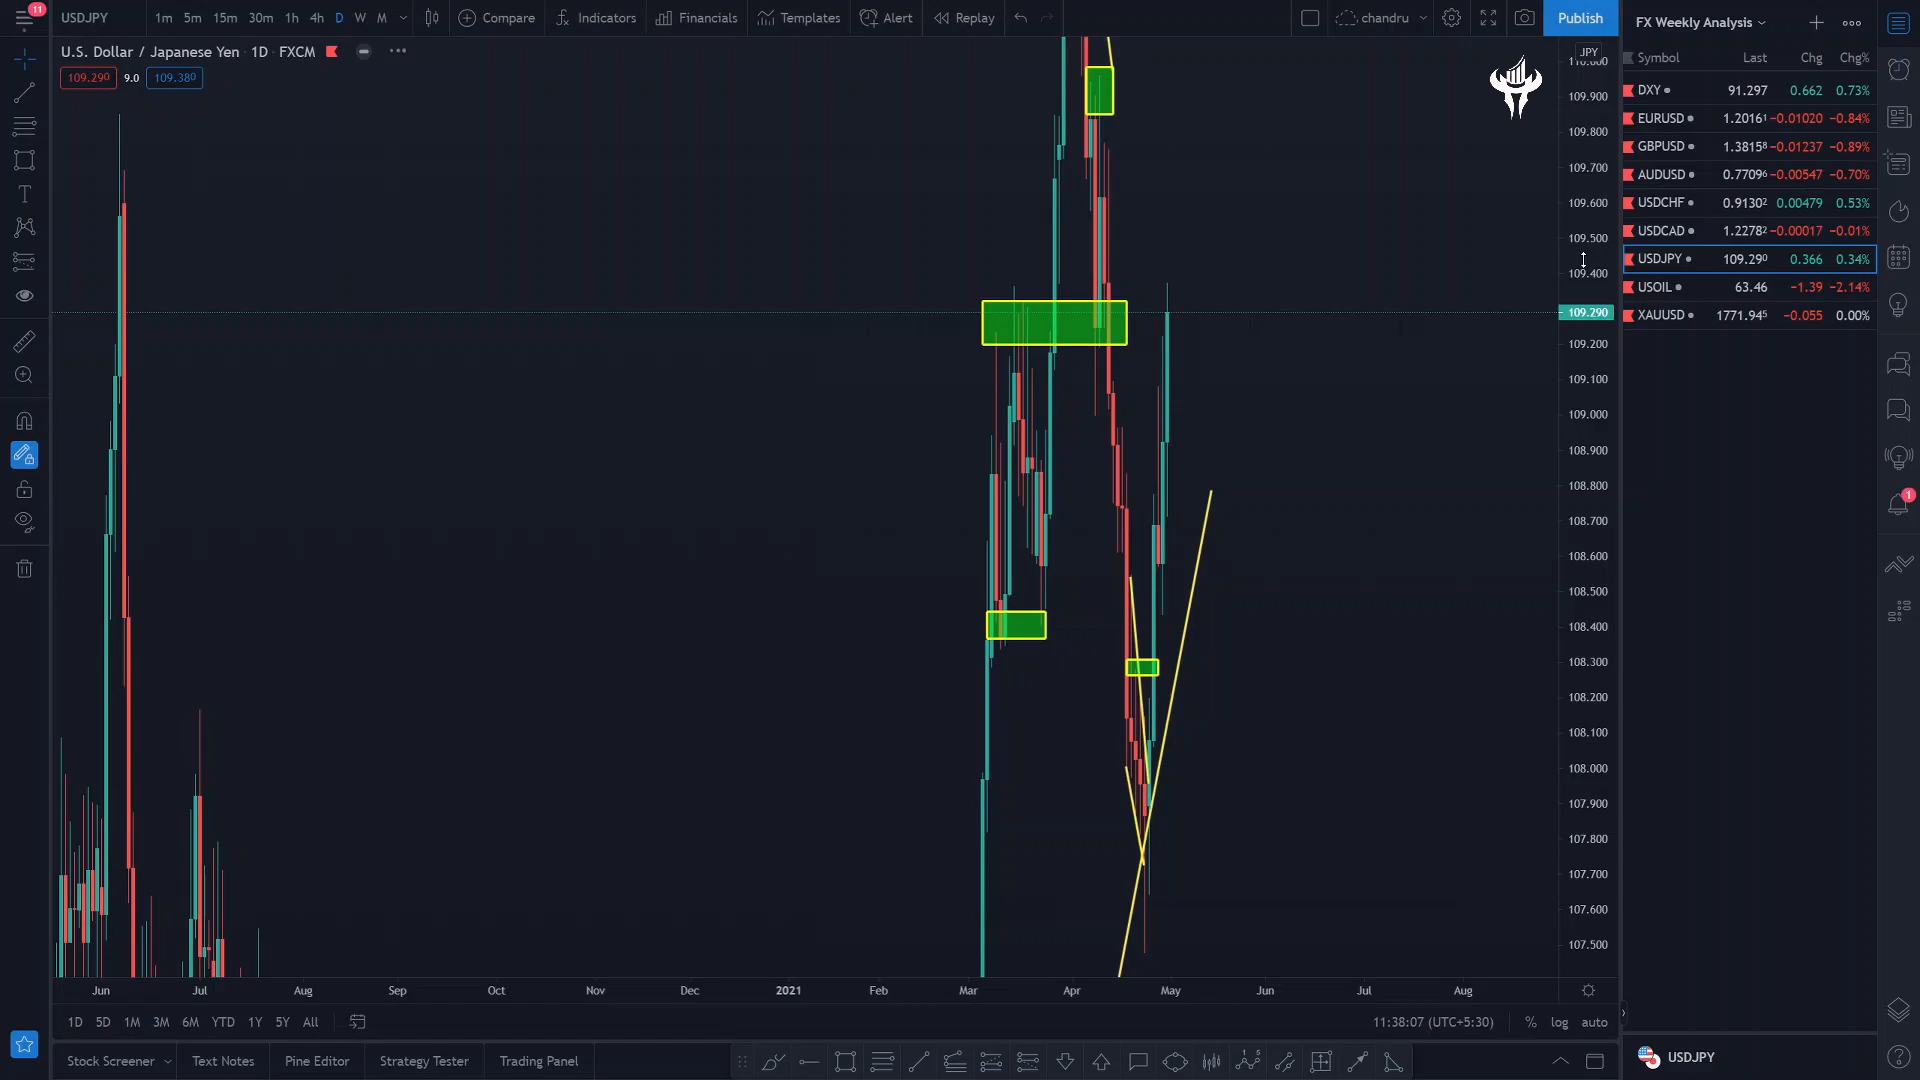 11
USDJPY
1m 5m 15m 30m 1h 4h D W M
Compare
Indicators
Financials
Templates
Alert
Replay
chandru
Publish
FX Weekly Analysis
U.S. Dollar / Japanese Yen · 1D · FXCM
109.290 9.0 109.380
JPY
110.000
109.900
109.800
109.700
109.600
109.500
109.400
109.290
109.200
109.100
109.000
108.900
108.800
108.700
108.600
108.500
108.400
108.300
108.200
108.100
108.000
107.900
107.800
107.700
107.600
107.500
Symbol Last Chg Chg%
DXY 91.297 0.662 0.73%
EURUSD 1.20161 −0.01020 −0.84%
GBPUSD 1.38158 −0.01237 −0.89%
AUDUSD 0.77096 −0.00547 −0.70%
USDCHF 0.91302 0.00479 0.53%
USDCAD 1.22782 −0.00017 −0.01%
USDJPY 109.290 0.366 0.34%
USOIL 63.46 −1.39 −2.14%
XAUUSD 1771.945 −0.055 0.00%
1
Jun Jul Aug Sep Oct Nov Dec 2021 Feb Mar Apr May Jun Jul Aug
1D 5D 1M 3M 6M YTD 1Y 5Y All
11:38:07 (UTC+5:30) % log auto
Stock Screener Text Notes Pine Editor Strategy Tester Trading Panel
USDJPY